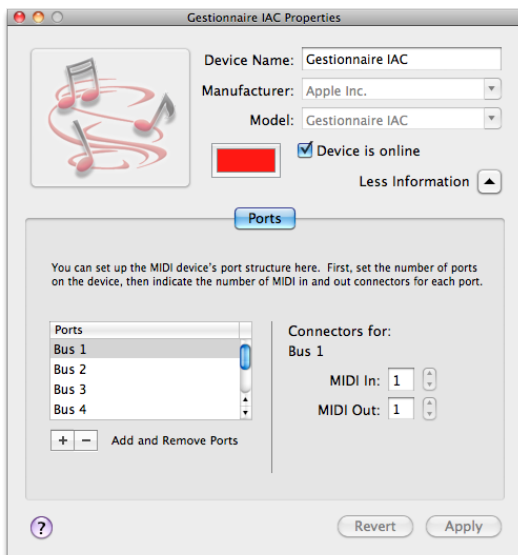 Gestionnaire IAC Properties
Device Name: Gestionnaire IAC
Manufacturer: Apple Inc.
Model: Gestionnaire IAC
Device is online
Less Information
Ports
You can set up the MIDI device's port structure here. First, set the number of ports
on the device, then indicate the number of MIDI in and out connectors for each port.
Ports
Bus 1
Bus 2
Bus 3
Bus 4
+ − Add and Remove Ports
Connectors for:
Bus 1
MIDI In: 1
MIDI Out: 1
?
Revert Apply